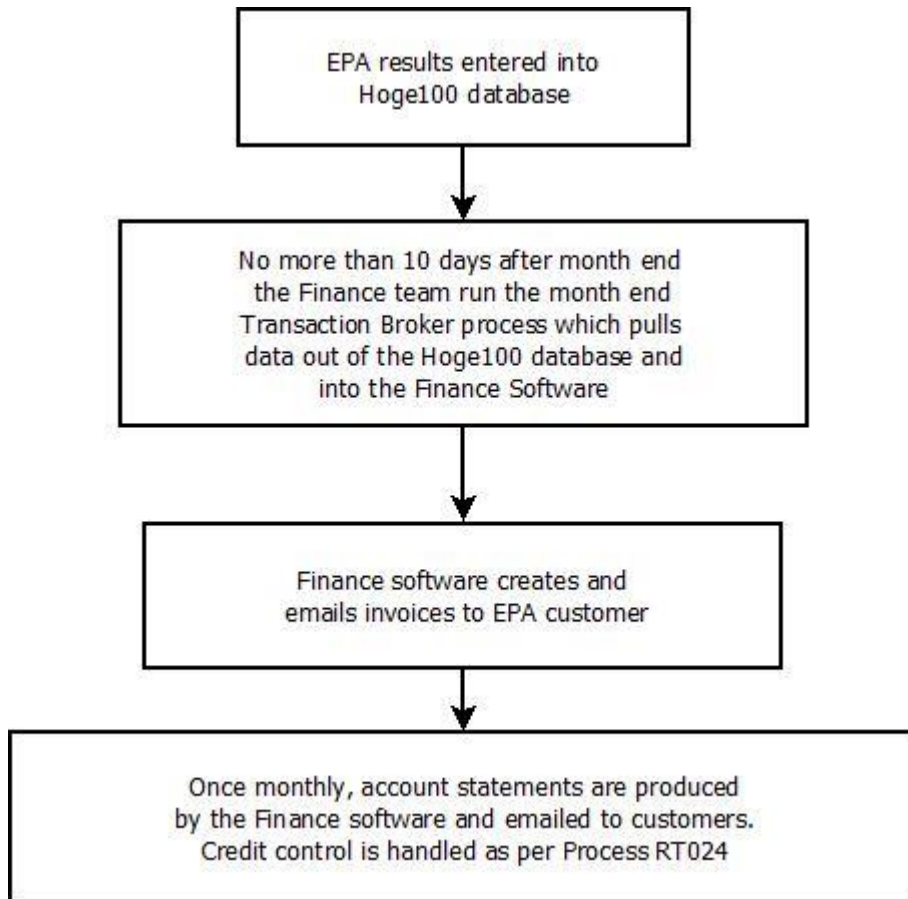 EPA results entered into
Hoge100 database
No more than 10 days after month end
the Finance team run the month end
Transaction Broker process which pulls
data out of the Hoge100 database and
into the Finance Software
Finance software creates and
emails invoices to EPA customer
Once monthly, account statements are produced
by the Finance software and emailed to customers.
Credit control is handled as per Process RT024